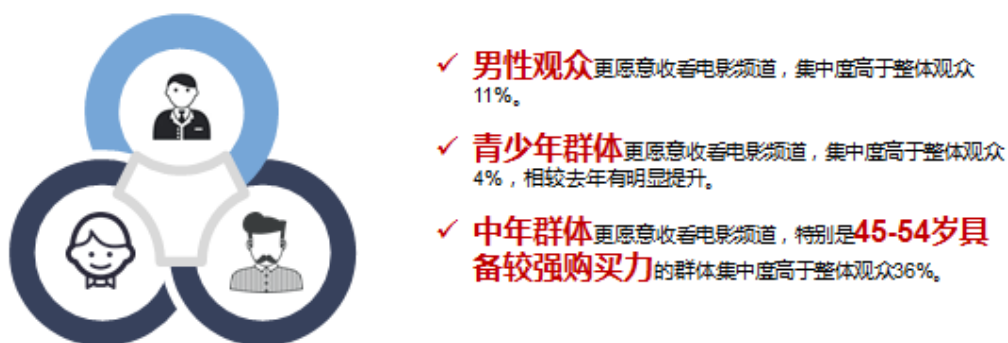 男性观众更愿意收看电影频道，集中度高于整体观众
11%。
青少年群体更愿意收看电影频道，集中度高于整体观众
4%，相较去年有明显提升。
中年群体更愿意收看电影频道，特别是45-54岁具
备较强购买力的群体集中度高于整体观众36%。